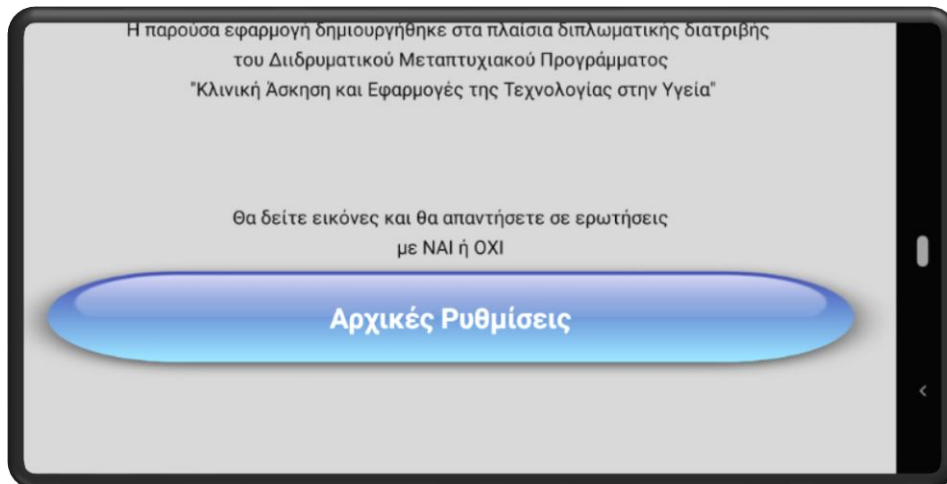 Η παρούσα εφαρμογή δημιουργήθηκε στα πλαίσια διπλωματικής διατριβής
του Διιδρυματικού Μεταπτυχιακού Προγράμματος
"Κλινική Άσκηση και Εφαρμογές της Τεχνολογίας στην Υγεία"
Θα δείτε εικόνες και θα απαντήσετε σε ερωτήσεις
με ΝΑΙ ή ΟΧΙ
Αρχικές Ρυθμίσεις